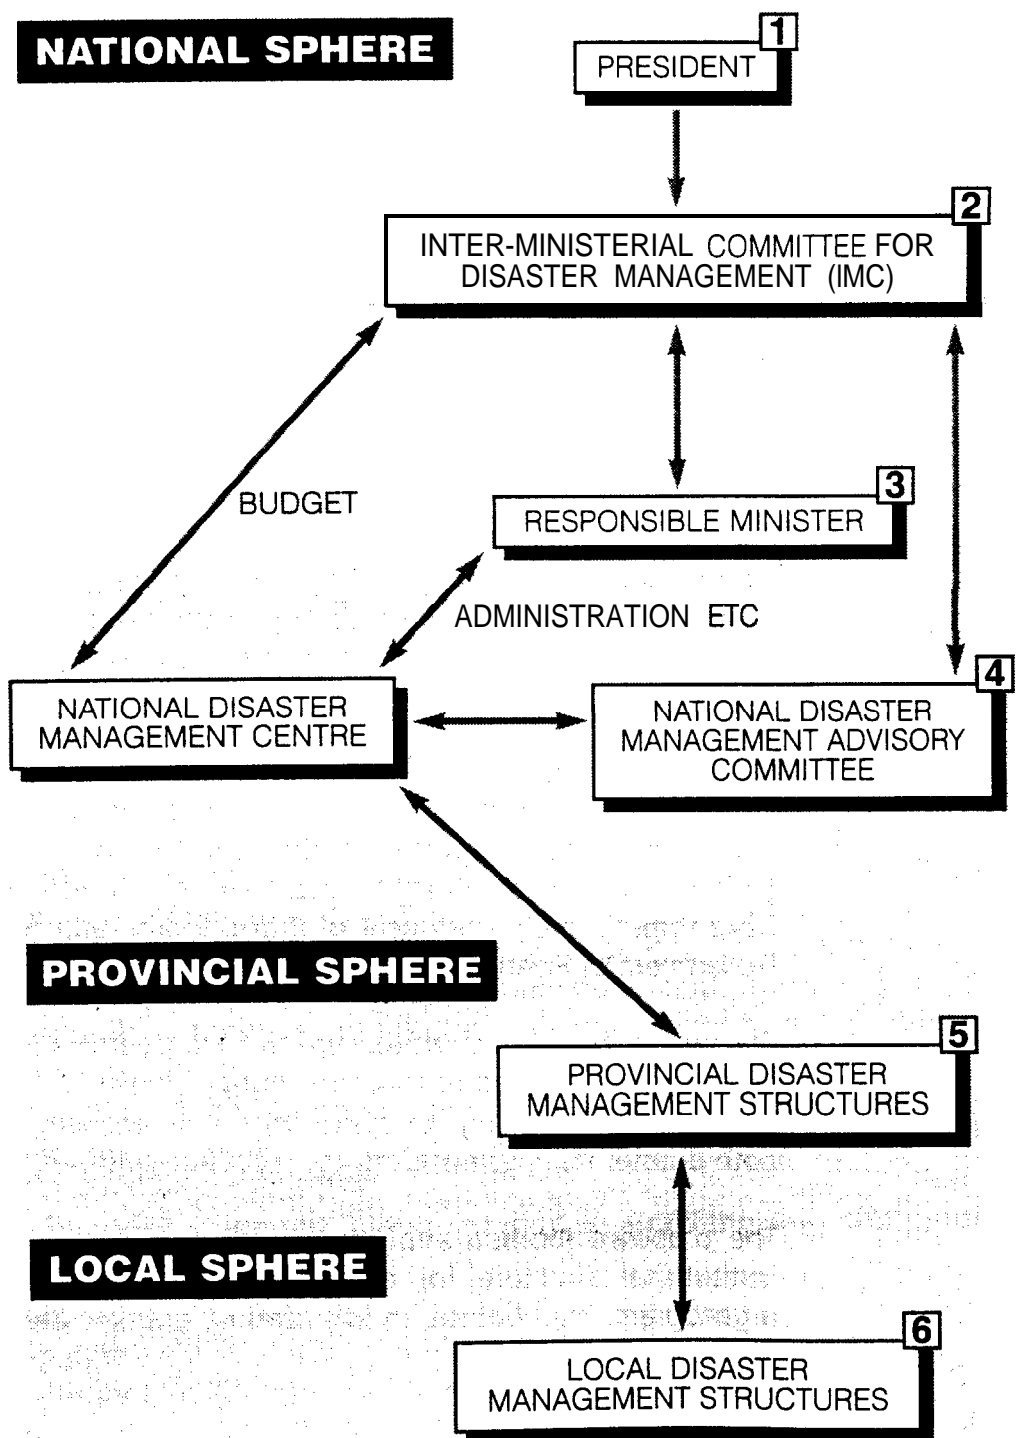 NATIONAL SPHERE
1
PRESIDENT
2
INTER-MINISTERIAL COMMITTEE FOR
DISASTER MANAGEMENT (IMC)
BUDGET
3
RESPONSIBLE MINISTER
ADMINISTRATION ETC
NATIONAL DISASTER
MANAGEMENT CENTRE
4
NATIONAL DISASTER
MANAGEMENT ADVISORY
COMMITTEE
PROVINCIAL SPHERE
5
PROVINCIAL DISASTER
MANAGEMENT STRUCTURES
LOCAL SPHERE
6
LOCAL DISASTER
MANAGEMENT STRUCTURES